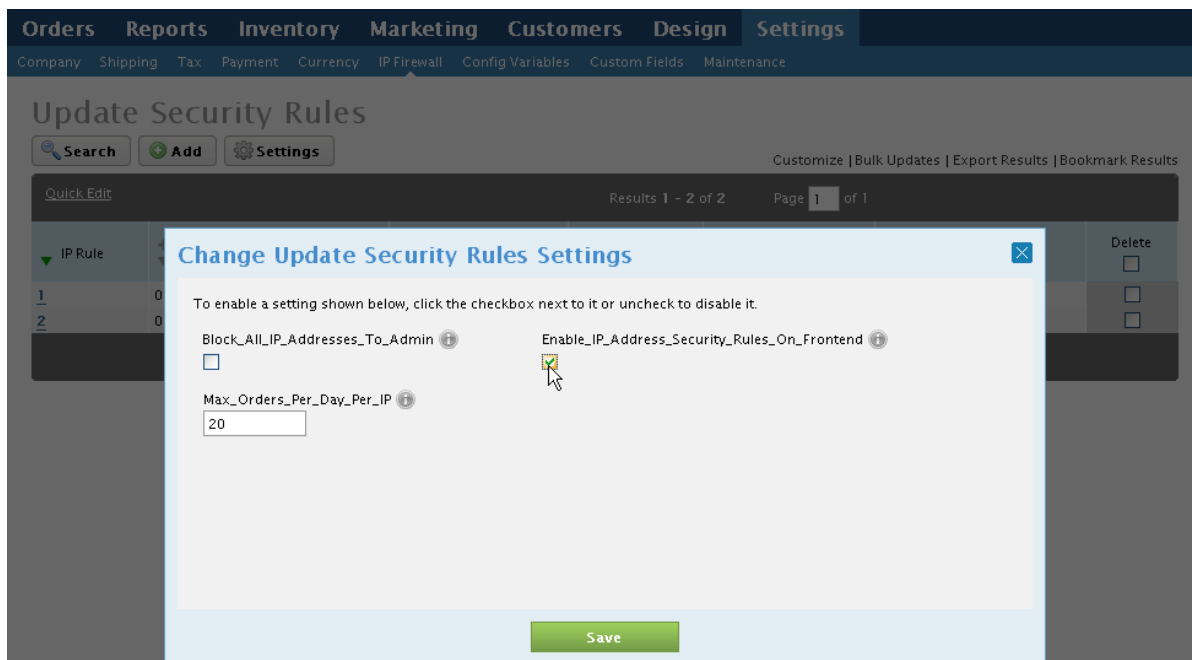 Orders Reports Inventory Marketing Customers Design Settings
Company Shipping Tax Payment Currency IP Firewall Config Variables Custom Fields Maintenance
Update Security Rules
Search Add Settings
Customize | Bulk Updates | Export Results | Bookmark Results
Quick Edit Results 1 - 2 of 2 Page 1 of 1
IP Rule Delete
Change Update Security Rules Settings
1 0
2 0
To enable a setting shown below, click the checkbox next to it or uncheck to disable it.
Block_All_IP_Addresses_To_Admin Enable_IP_Address_Security_Rules_On_Frontend
Max_Orders_Per_Day_Per_IP
20
Save